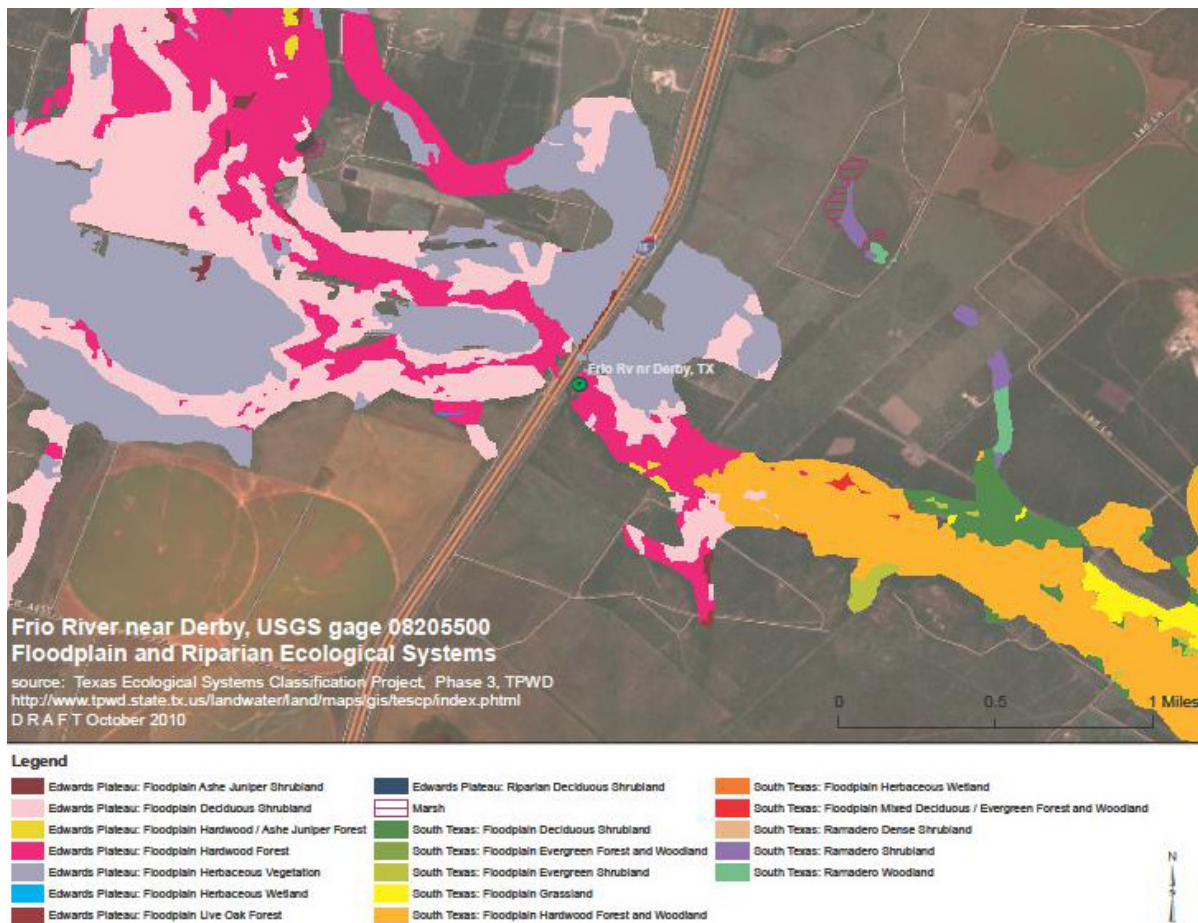 Lad Ln
Frio Rv nr Derby, TX
Lad Ln
Frio River near Derby, USGS gage 08205500
Floodplain and Riparian Ecological Systems
source: Texas Ecological Systems Classification Project, Phase 3, TPWD
http://www.tpwd.state.tx.us/landwater/land/maps/gis/tescp/index.phtml
D R A F T October 2010
0 0.5 1 Miles
Legend
Edwards Plateau: Floodplain Ashe Juniper Shrubland
Edwards Plateau: Floodplain Deciduous Shrubland
Edwards Plateau: Floodplain Hardwood / Ashe Juniper Forest
Edwards Plateau: Floodplain Hardwood Forest
Edwards Plateau: Floodplain Herbaceous Vegetation
Edwards Plateau: Floodplain Herbaceous Wetland
Edwards Plateau: Floodplain Live Oak Forest
Edwards Plateau: Riparian Deciduous Shrubland
Marsh
South Texas: Floodplain Deciduous Shrubland
South Texas: Floodplain Evergreen Forest and Woodland
South Texas: Floodplain Evergreen Shrubland
South Texas: Floodplain Grassland
South Texas: Floodplain Hardwood Forest and Woodland
South Texas: Floodplain Herbaceous Wetland
South Texas: Floodplain Mixed Deciduous / Evergreen Forest and Woodland
South Texas: Ramadero Dense Shrubland
South Texas: Ramadero Shrubland
South Texas: Ramadero Woodland
N
S